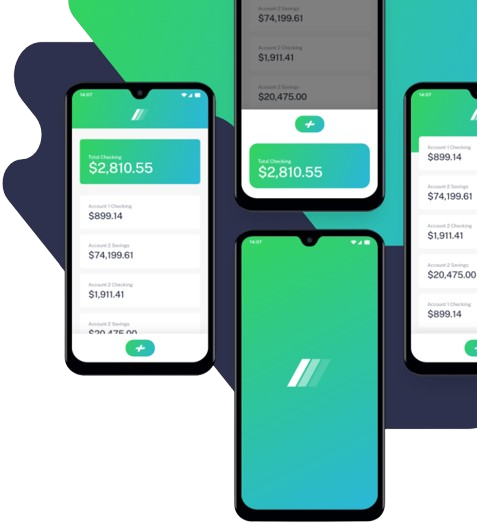 14:07
Total Checking
$2,810.55
Account 1 Checking
$899.14
Account 2 Savings
$74,199.61
Account 2 Checking
$1,911.41
Account 2 Savings
$20,475.00
Account 2 Savings
$74,199.61
Account 2 Checking
$1,911.41
Account 2 Savings
$20,475.00
Total Checking
$2,810.55
14:07
14:07
Account 1 Checking
$899.14
Account 2 Savings
$74,199.61
Account 2 Checking
$1,911.41
Account 2 Savings
$20,475.00
Account 1 Checking
$899.14